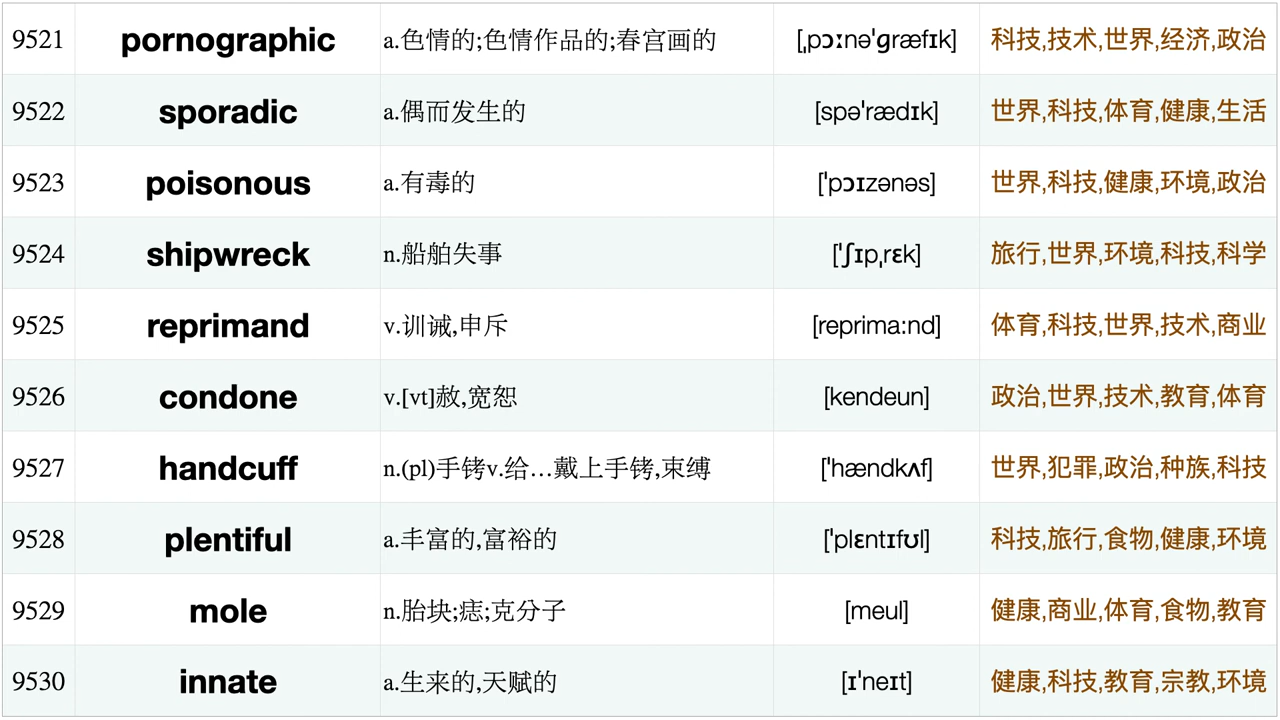 9521 pornographic a.色情的;色情作品的;春宫画的 [ˌpɔːnəˈɡræfɪk] 科技,技术,世界,经济,政治
9522 sporadic a.偶而发生的 [spəˈrædɪk] 世界,科技,体育,健康,生活
9523 poisonous a.有毒的 [ˈpɔɪzənəs] 世界,科技,健康,环境,政治
9524 shipwreck n.船舶失事 [ˈʃɪpˌrɛk] 旅行,世界,环境,科技,科学
9525 reprimand v.训诫,申斥 [reprima:nd] 体育,科技,世界,技术,商业
9526 condone v.[vt]赦,宽恕 [kendeun] 政治,世界,技术,教育,体育
9527 handcuff n.(pl)手铐v.给…戴上手铐,束缚 [ˈhændkʌf] 世界,犯罪,政治,种族,科技
9528 plentiful a.丰富的,富裕的 [ˈplɛntɪfʊl] 科技,旅行,食物,健康,环境
9529 mole n.胎块;痣;克分子 [meul] 健康,商业,体育,食物,教育
9530 innate a.生来的,天赋的 [ɪˈneɪt] 健康,科技,教育,宗教,环境